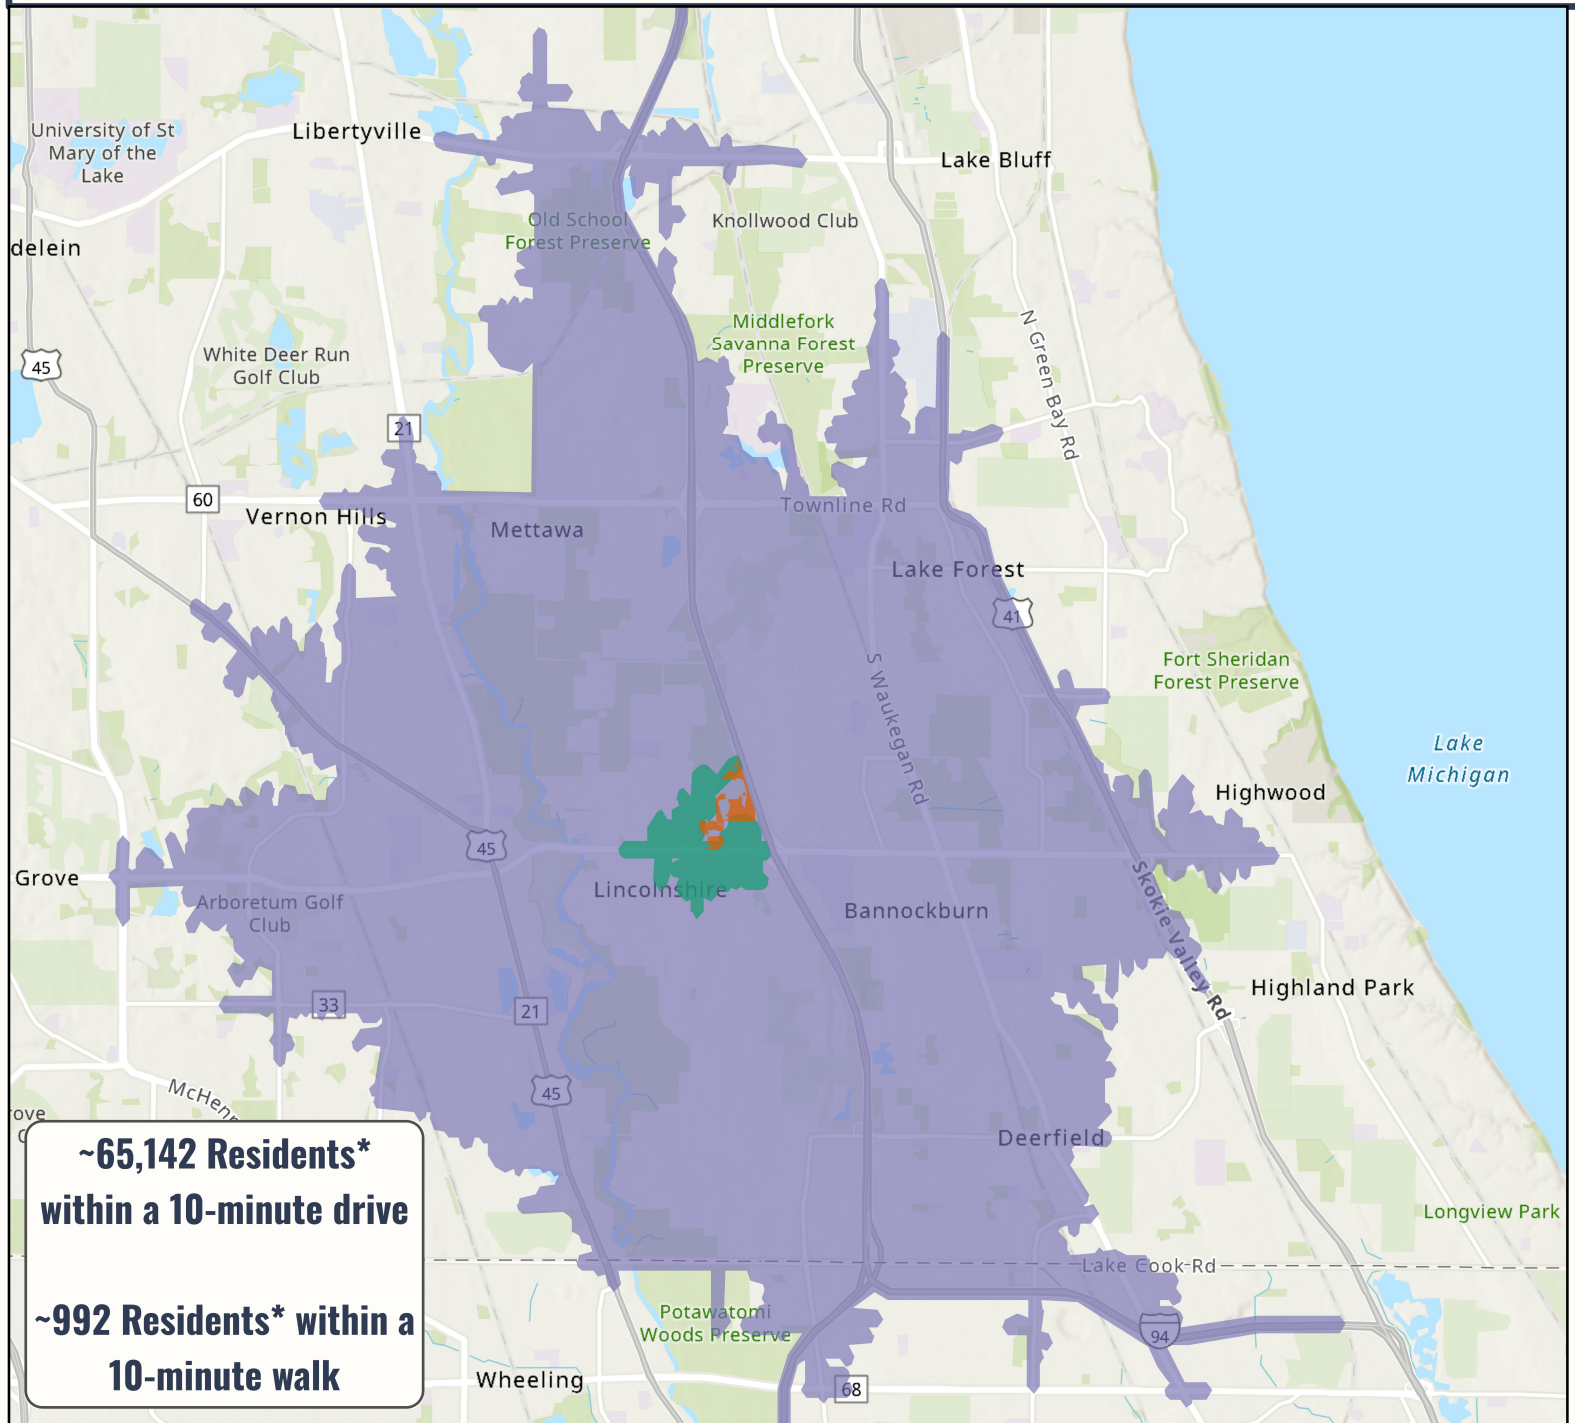 University of St
Mary of the
Lake
Libertyville
Lake Bluff
Old School
Forest Preserve
Knollwood Club
delein
Middlefork
Savanna Forest
Preserve
N Green Bay Rd
White Deer Run
Golf Club
45
21
60
Vernon Hills
Mettawa
Townline Rd
Lake Forest
41
S Waukegan Rd
Fort Sheridan
Forest Preserve
Lake
Michigan
Highwood
45
Grove
Lincolnshire
Arboretum Golf
Club
Bannockburn
Skokie Valley Rd
Highland Park
33
21
45
McHenr
rove
Deerfield
~65,142 Residents*
within a 10-minute drive
~992 Residents* within a
10-minute walk
Longview Park
Lake Cook Rd
Potawatomi
Woods Preserve
94
Wheeling
68